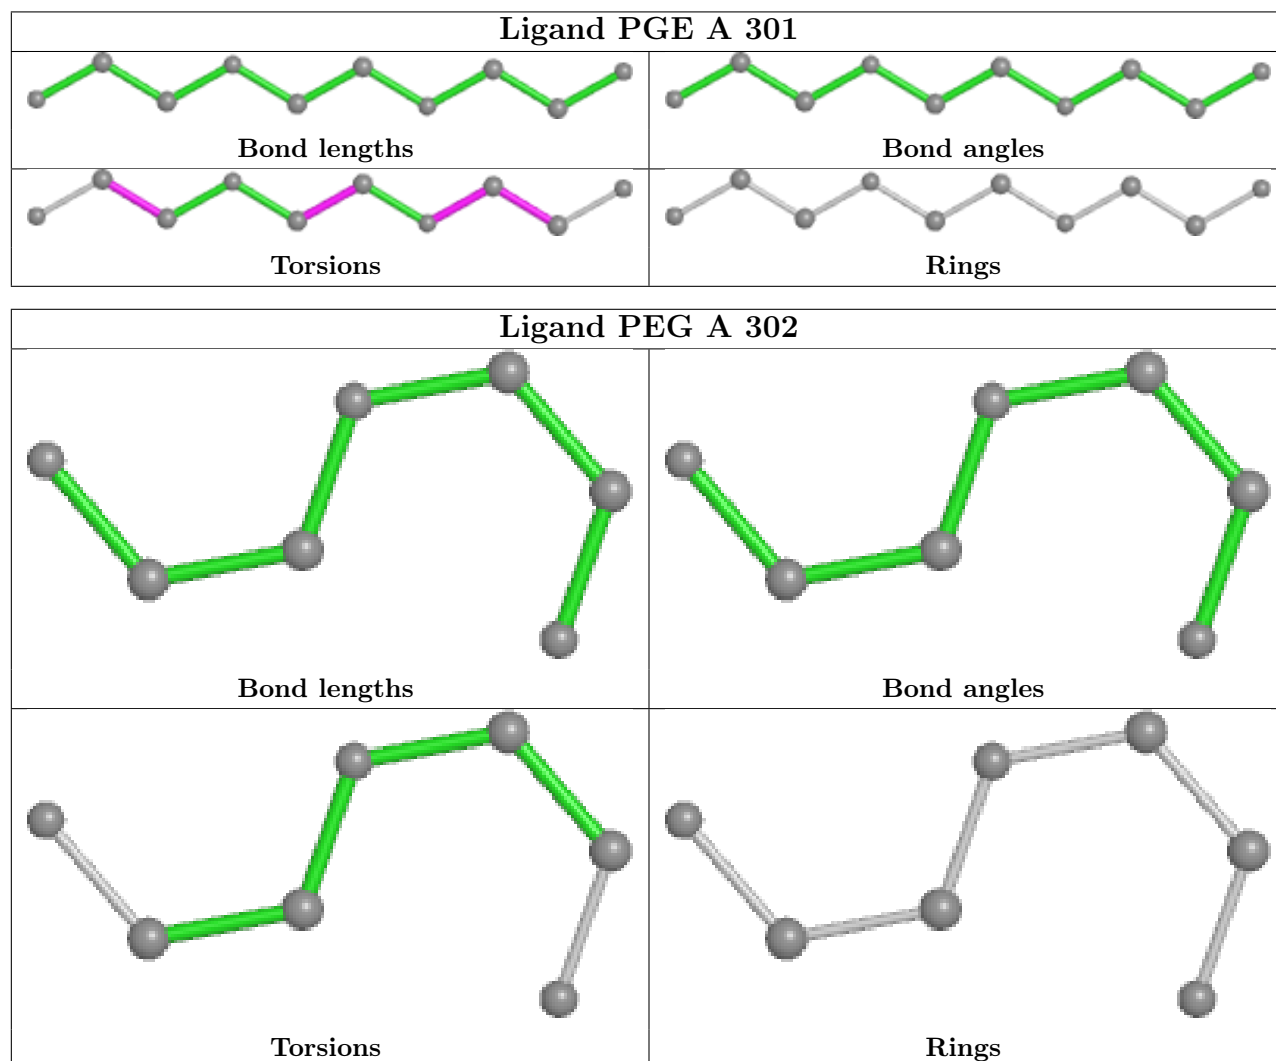 Ligand PGE A 301
Bond lengths Bond angles
Torsions Rings
Ligand PEG A 302
Bond lengths Bond angles
Torsions Rings